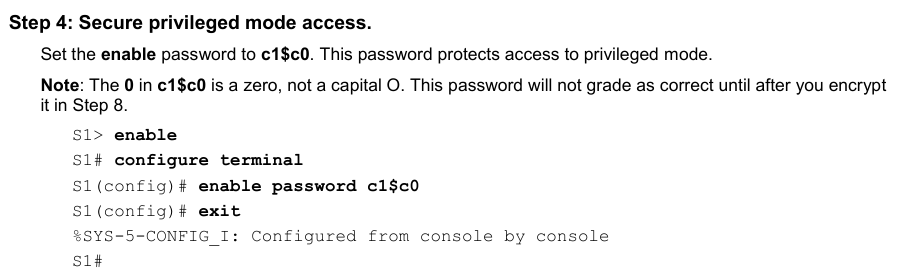 Step 4: Secure privileged mode access.
Set the enable password to c1$c0. This password protects access to privileged mode.
Note: The 0 in c1$c0 is a zero, not a capital O. This password will not grade as correct until after you encrypt
it in Step 8.
S1> enable
S1# configure terminal
S1(config)# enable password c1$c0
S1(config)# exit
%SYS-5-CONFIG_I: Configured from console by console
S1#